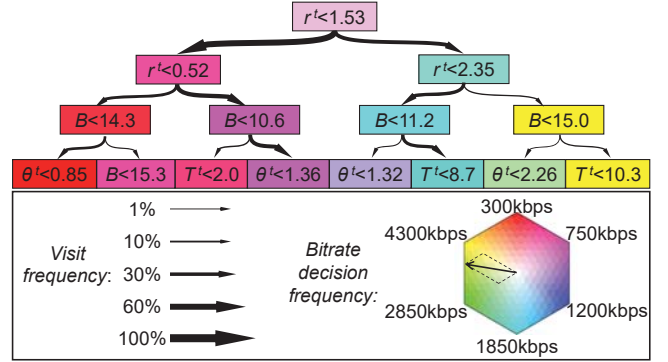 r^t<1.53
r^t<0.52 r^t<2.35
B<14.3 B<10.6 B<11.2 B<15.0
θ^t<0.85 B<15.3 T^t<2.0 θ^t<1.36 θ^t<1.32 T^t<8.7 θ^t<2.26 T^t<10.3
Visit
frequency:
1%
10%
30%
60%
100%
Bitrate
decision
frequency:
300kbps
4300kbps 750kbps
2850kbps 1200kbps
1850kbps